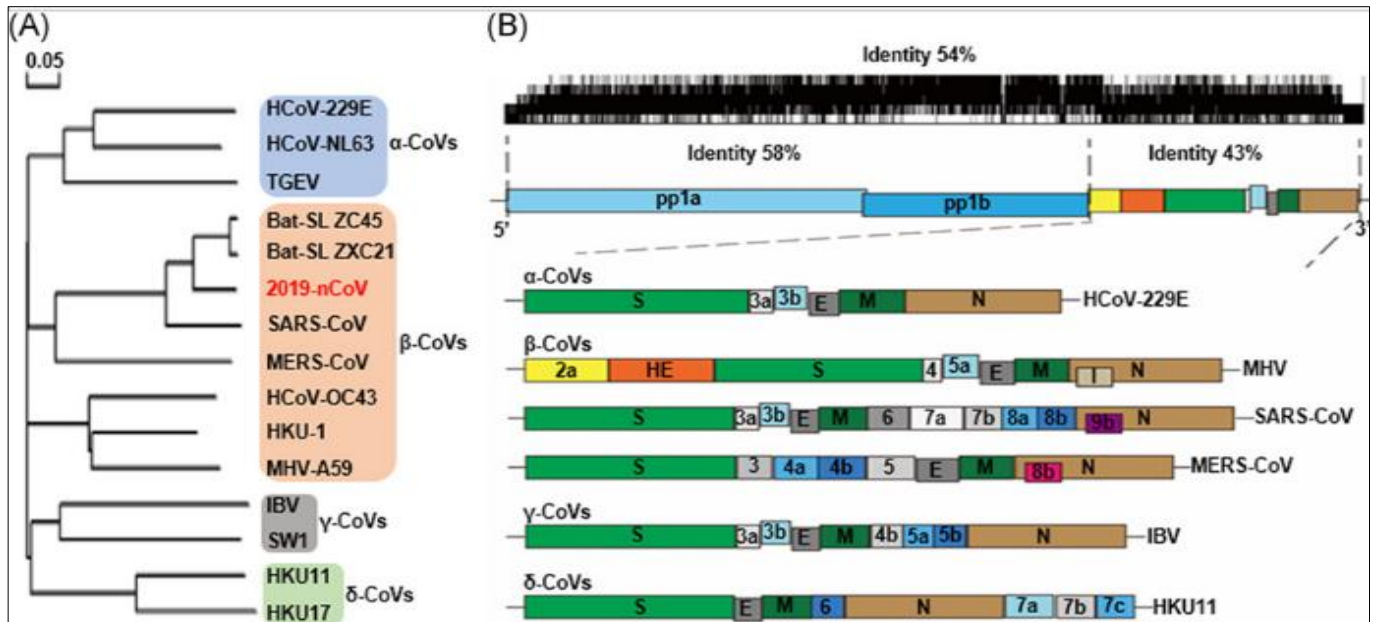 (A)
0.05
HCoV-229E
HCoV-NL63
α-CoVs
TGEV
Bat-SL ZC45
Bat-SL ZXC21
2019-nCoV
SARS-CoV
β-CoVs
MERS-CoV
HCoV-OC43
HKU-1
MHV-A59
IBV
γ-CoVs
SW1
HKU11
δ-CoVs
HKU17
(B)
Identity 54%
Identity 58% Identity 43%
pp1a pp1b
5' 3'
α-CoVs
S 3a 3b E M N HCoV-229E
β-CoVs
2a HE S 4 5a E M I N MHV
S 3a 3b E M 6 7a 7b 8a 8b 9b N SARS-CoV
S 3 4a 4b 5 E M 8b N MERS-CoV
γ-CoVs
S 3a 3b E M 4b 5a 5b N IBV
δ-CoVs
S E M 6 N 7a 7b 7c HKU11